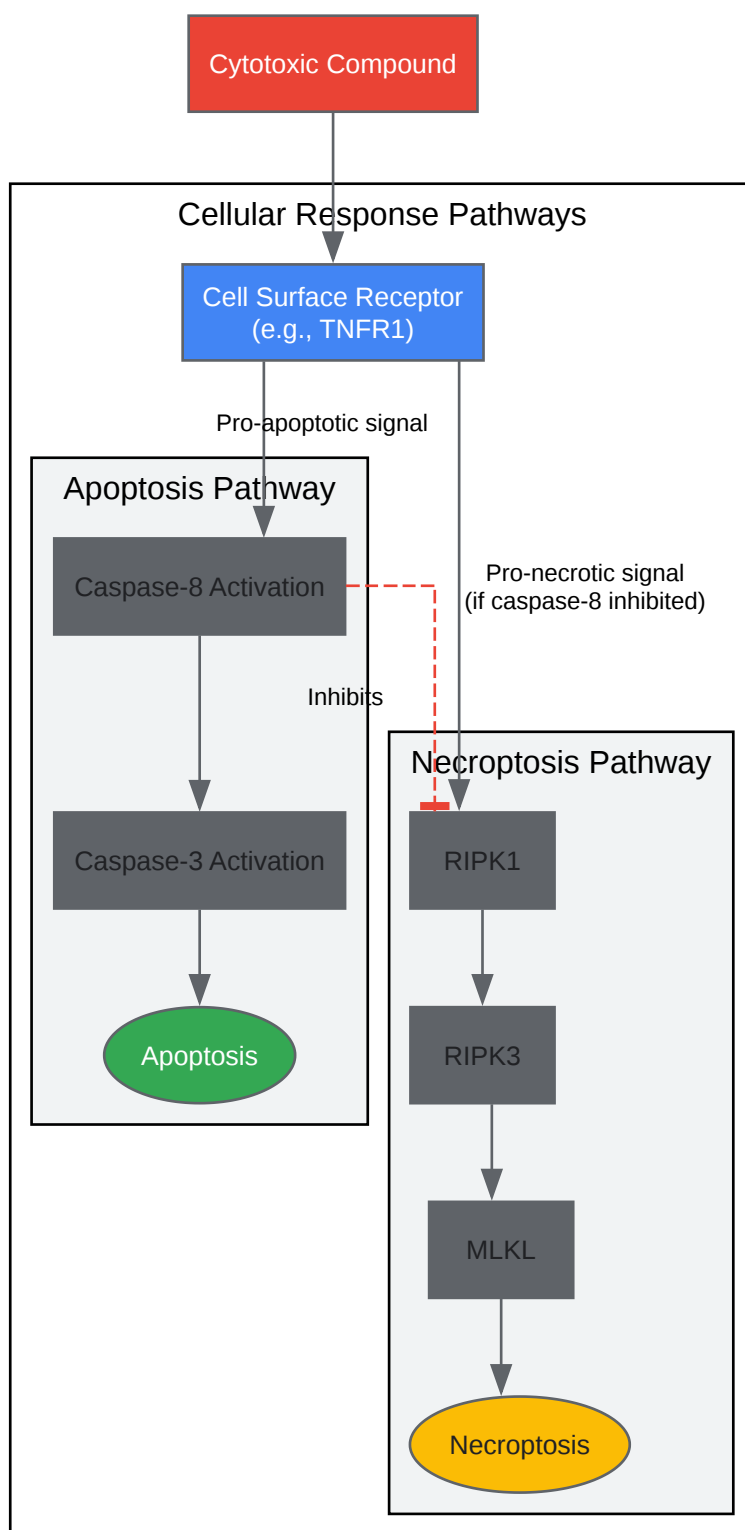 Cytotoxic Compound
Cellular Response Pathways
Cell Surface Receptor
(e.g., TNFR1)
Pro-apoptotic signal
Apoptosis Pathway
Caspase-8 Activation
Pro-necrotic signal
(if caspase-8 inhibited)
Inhibits
Necroptosis Pathway
Caspase-3 Activation
RIPK1
Apoptosis
RIPK3
MLKL
Necroptosis